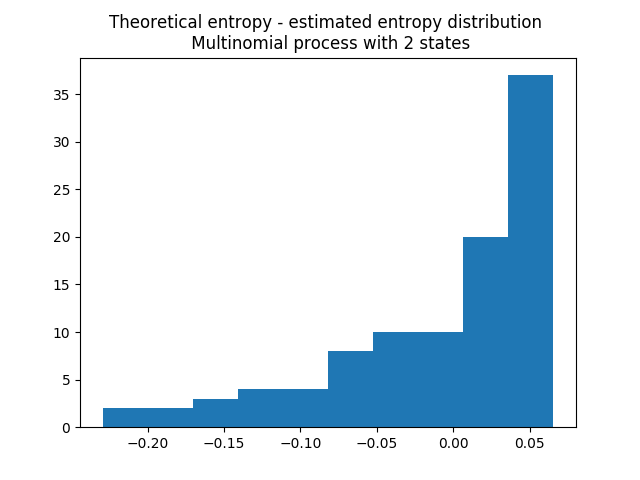 Theoretical entropy - estimated entropy distribution
Multinomial process with 2 states
35
30
25
20
15
10
5
0
−0.20 −0.15 −0.10 −0.05 0.00 0.05